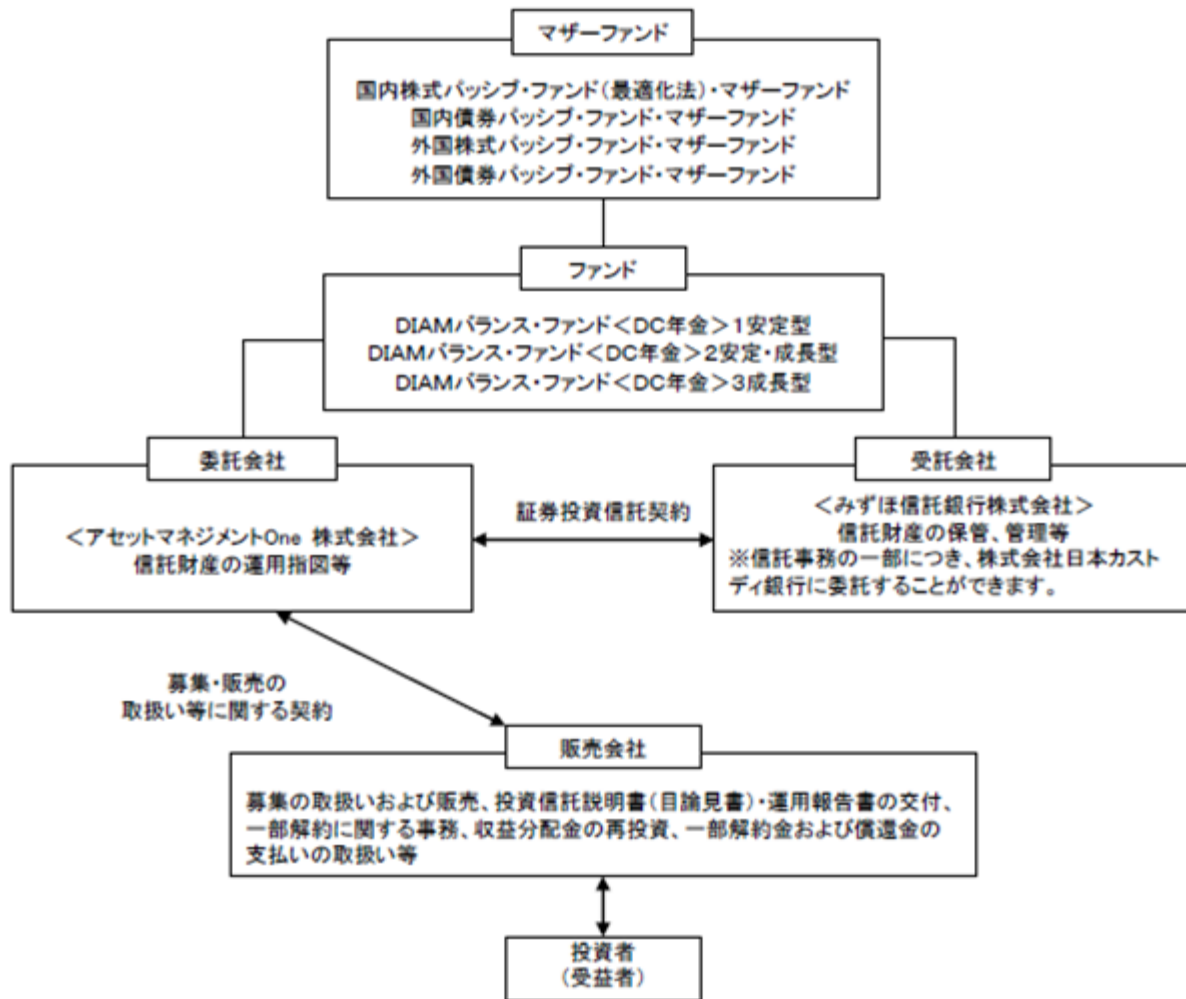 マザーファンド
国内株式パッシブ・ファンド(最適化法)・マザーファンド
国内債券パッシブ・ファンド・マザーファンド
外国株式パッシブ・ファンド・マザーファンド
外国債券パッシブ・ファンド・マザーファンド
ファンド
DIAMバランス・ファンド<DC年金>1安定型
DIAMバランス・ファンド<DC年金>2安定・成長型
DIAMバランス・ファンド<DC年金>3成長型
委託会社
<アセットマネジメントOne 株式会社>
信託財産の運用指図等
証券投資信託契約
受託会社
<みずほ信託銀行株式会社>
信託財産の保管、管理等
※信託事務の一部につき、株式会社日本カスト
ディ銀行に委託することができます。
募集・販売の
取扱い等に関する契約
販売会社
募集の取扱いおよび販売、投資信託説明書(目論見書)・運用報告書の交付、
一部解約に関する事務、収益分配金の再投資、一部解約金および償還金の
支払いの取扱い等
投資者
(受益者)